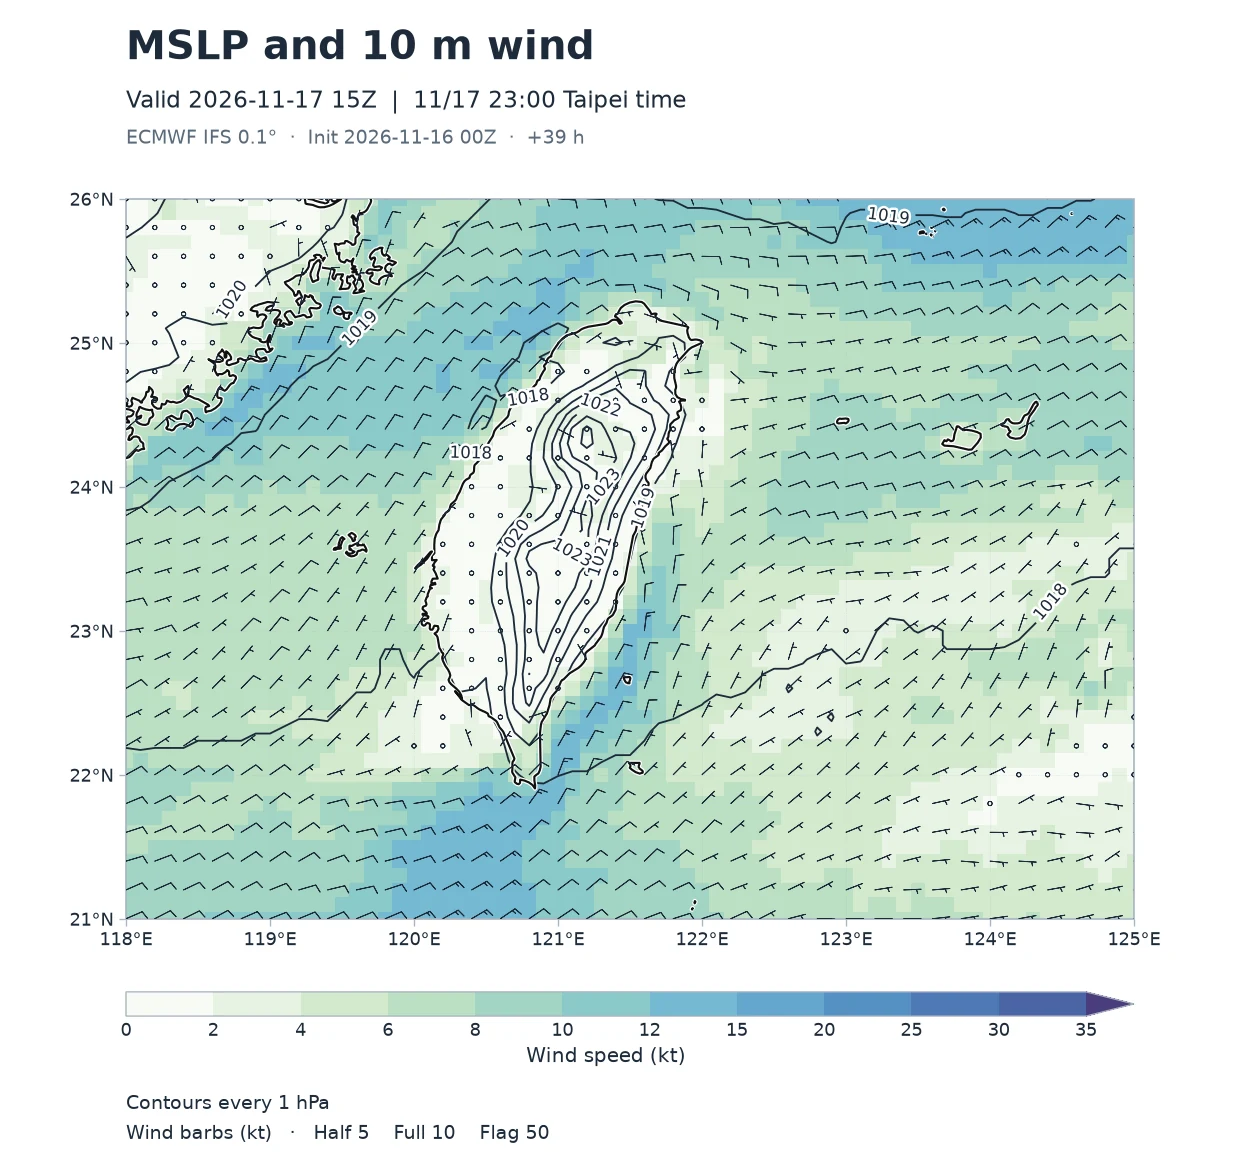 MSLP and 10 m wind
Valid 2026-11-17 15Z | 11/17 23:00 Taipei time
ECMWF IFS 0.1° · Init 2026-11-16 00Z · +39 h
26°N
25°N
24°N
23°N
22°N
21°N
1019
1020
1019
1018
1022
1018
1023
1019
1020
1023
1021
1018
118°E 119°E 120°E 121°E 122°E 123°E 124°E 125°E
0 2 4 6 8 10 12 15 20 25 30 35
Wind speed (kt)
Contours every 1 hPa
Wind barbs (kt) · Half 5 Full 10 Flag 50